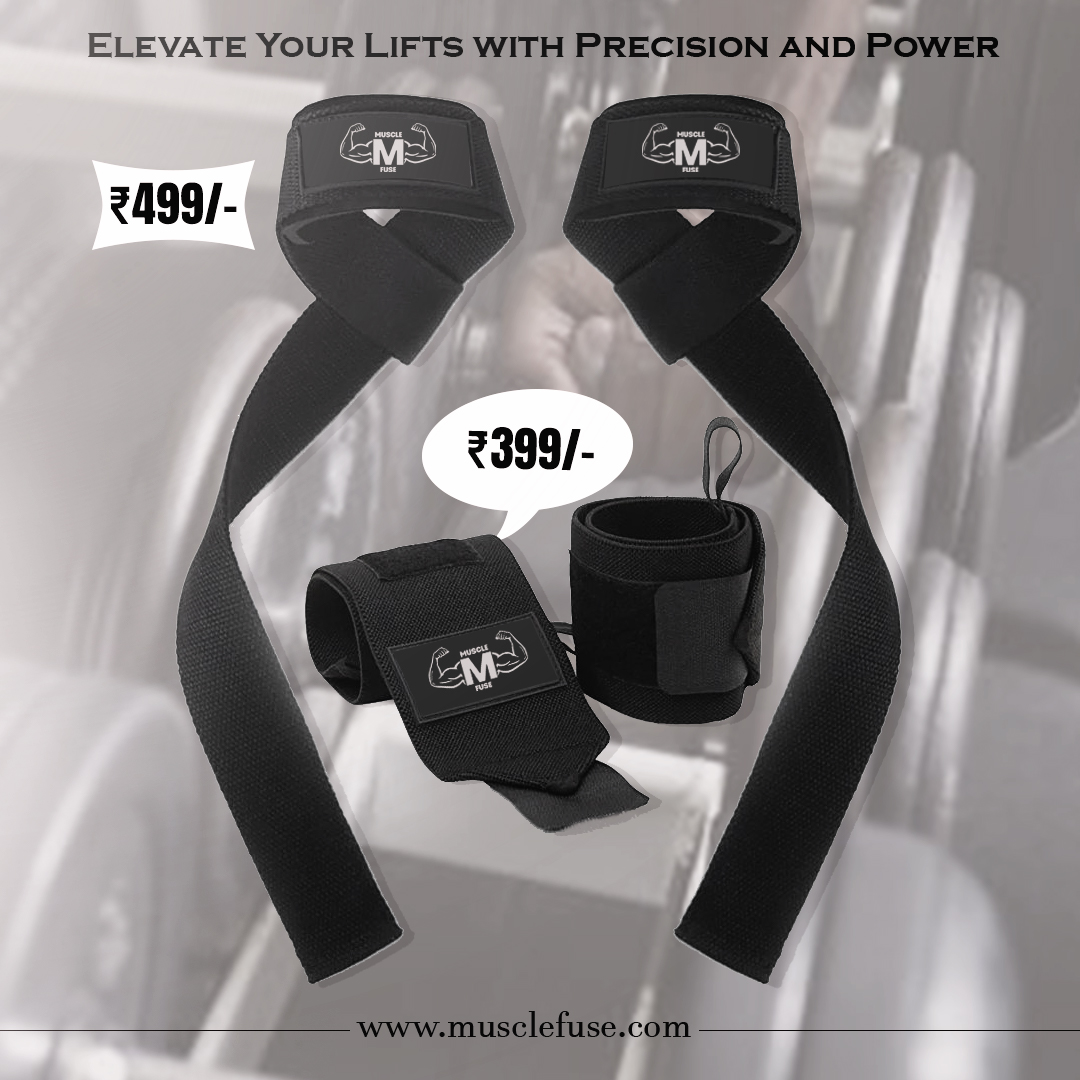 Elevate Your Lifts with Precision and Power
MUSCLE
M
FUSE
MUSCLE
M
FUSE
₹499/-
₹399/-
MUSCLE
M
FUSE
www.musclefuse.com